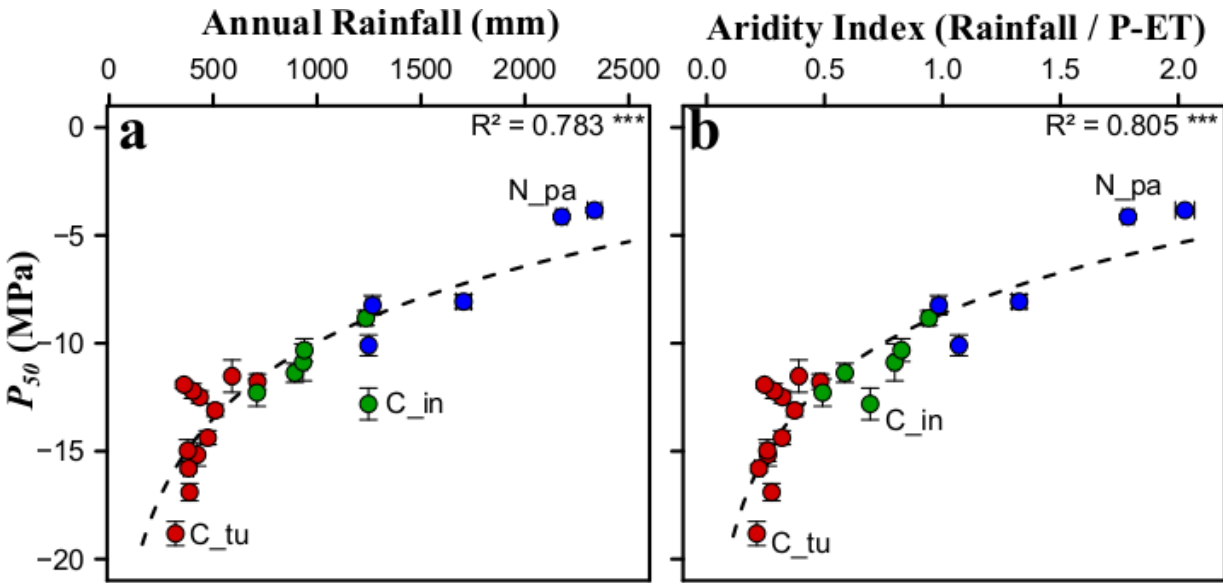 Annual Rainfall (mm)
0 500 1000 1500 2000 2500
a
R² = 0.783 ***
N_pa
C_in
C_tu
P50 (MPa)
0
−5
−10
−15
−20
Aridity Index (Rainfall / P-ET)
0.0 0.5 1.0 1.5 2.0
b
R² = 0.805 ***
N_pa
C_in
C_tu